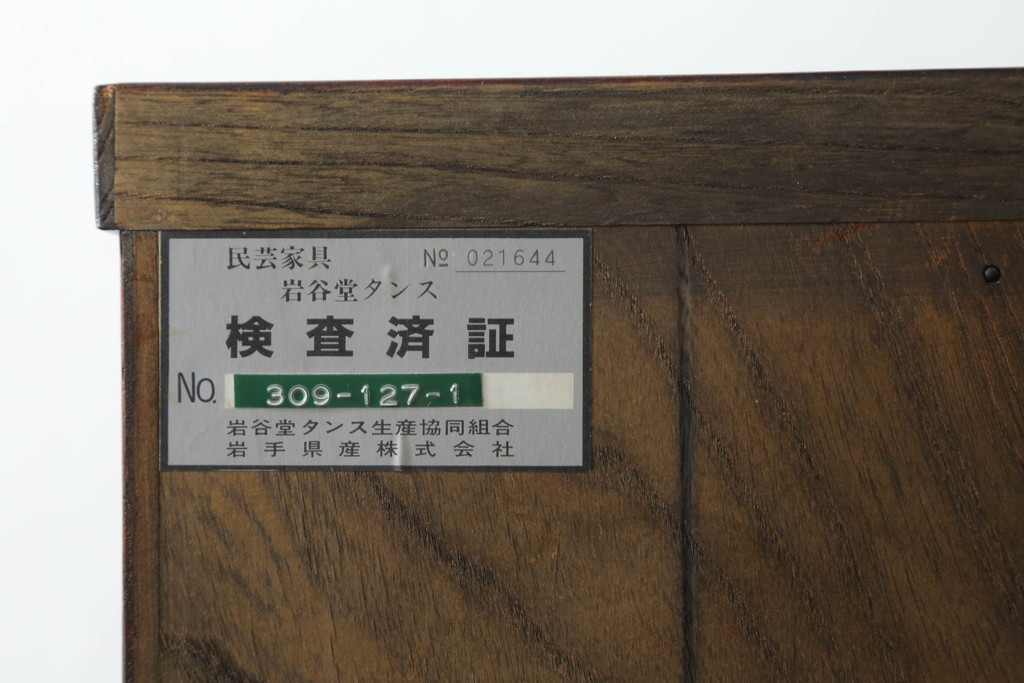 民芸家具 № 021644
岩谷堂タンス
検査済証
No. 309-127-1
岩谷堂タンス生産協同組合
岩手県産株式会社